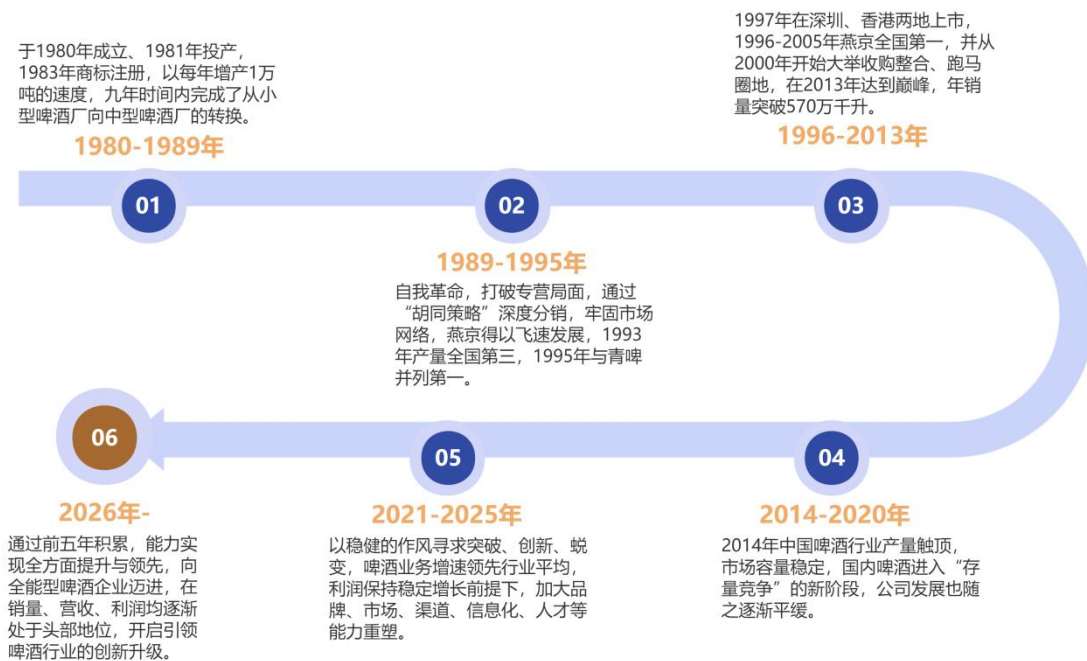 于1980年成立、1981年投产，
1983年商标注册，以每年增产1万
吨的速度，九年时间内完成了从小
型啤酒厂向中型啤酒厂的转换。
1980-1989年
01
1989-1995年
02
自我革命，打破专营局面，通过
“胡同策略”深度分销，牢固市场
网络，燕京得以飞速发展，1993
年产量全国第三，1995年与青啤
并列第一。
1997年在深圳、香港两地上市，
1996-2005年燕京全国第一，并从
2000年开始大举收购整合、跑马
圈地，在2013年达到巅峰，年销
量突破570万千升。
1996-2013年
03
04
2014-2020年
2014年中国啤酒行业产量触顶，
市场容量稳定，国内啤酒进入“存
量竞争”的新阶段，公司发展也随
之逐渐平缓。
05
2021-2025年
以稳健的作风寻求突破、创新、蜕
变，啤酒业务增速领先行业平均，
利润保持稳定增长前提下，加大品
牌、市场、渠道、信息化、人才等
能力重塑。
06
2026年-
通过前五年积累，能力实
现全方面提升与领先，向
全能型啤酒企业迈进，在
销量、营收、利润均逐渐
处于头部地位，开启引领
啤酒行业的创新升级。